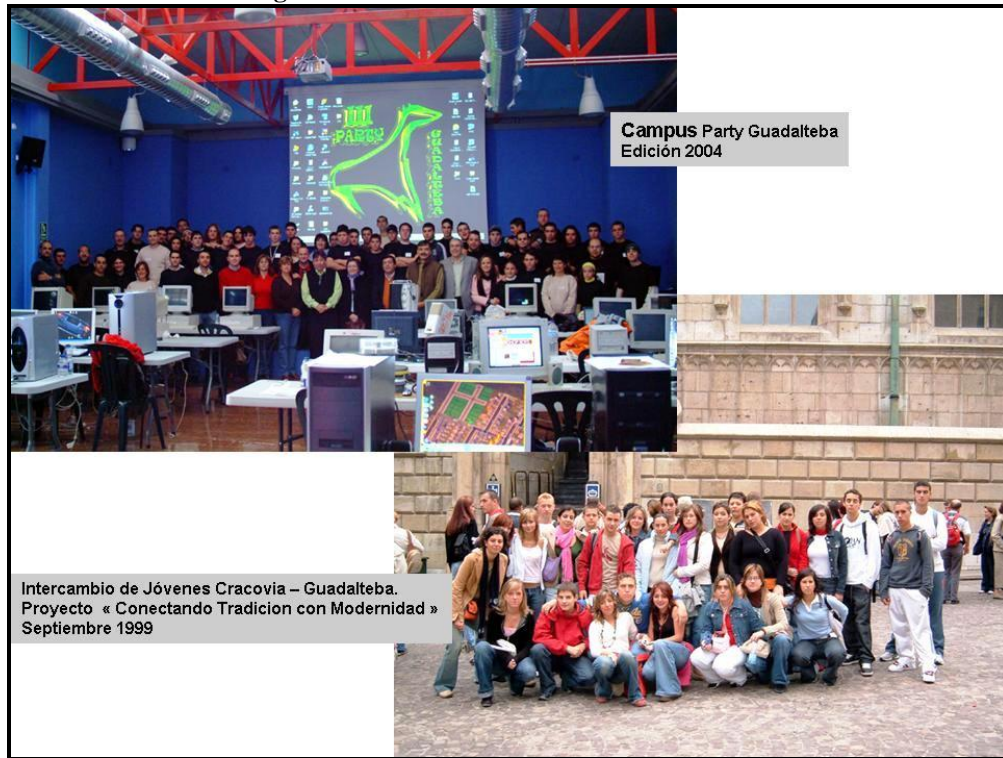 III
PARTY
GUADALTEBA
Campus Party Guadalteba
Edición 2004
Intercambio de Jóvenes Cracovia – Guadalteba.
Proyecto « Conectando Tradicion con Modernidad »
Septiembre 1999